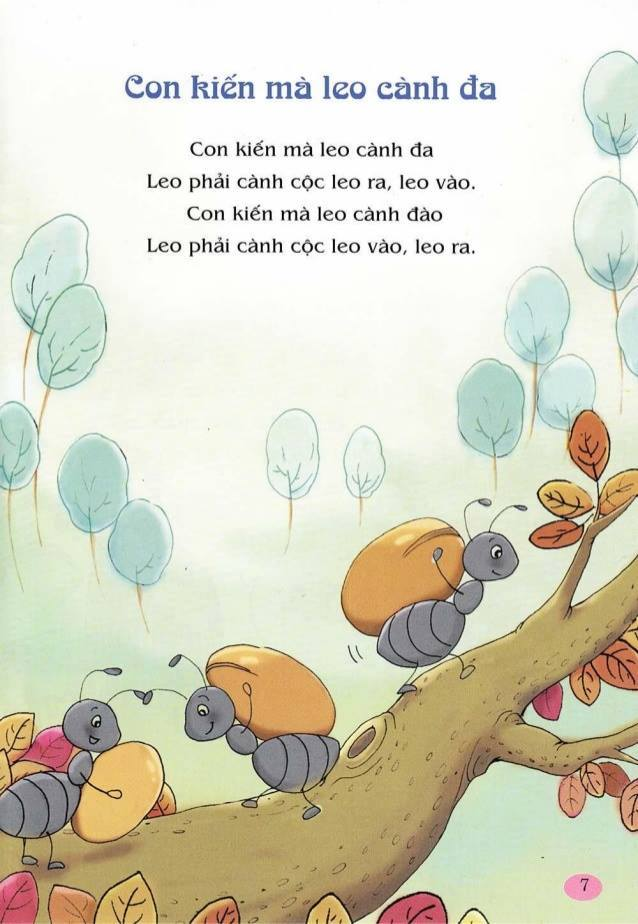 Con kiến mà leo cành đa
Con kiến mà leo cành đa
Leo phải cành cộc leo ra, leo vào.
Con kiến mà leo cành đào
Leo phải cành cộc leo vào, leo ra.
7